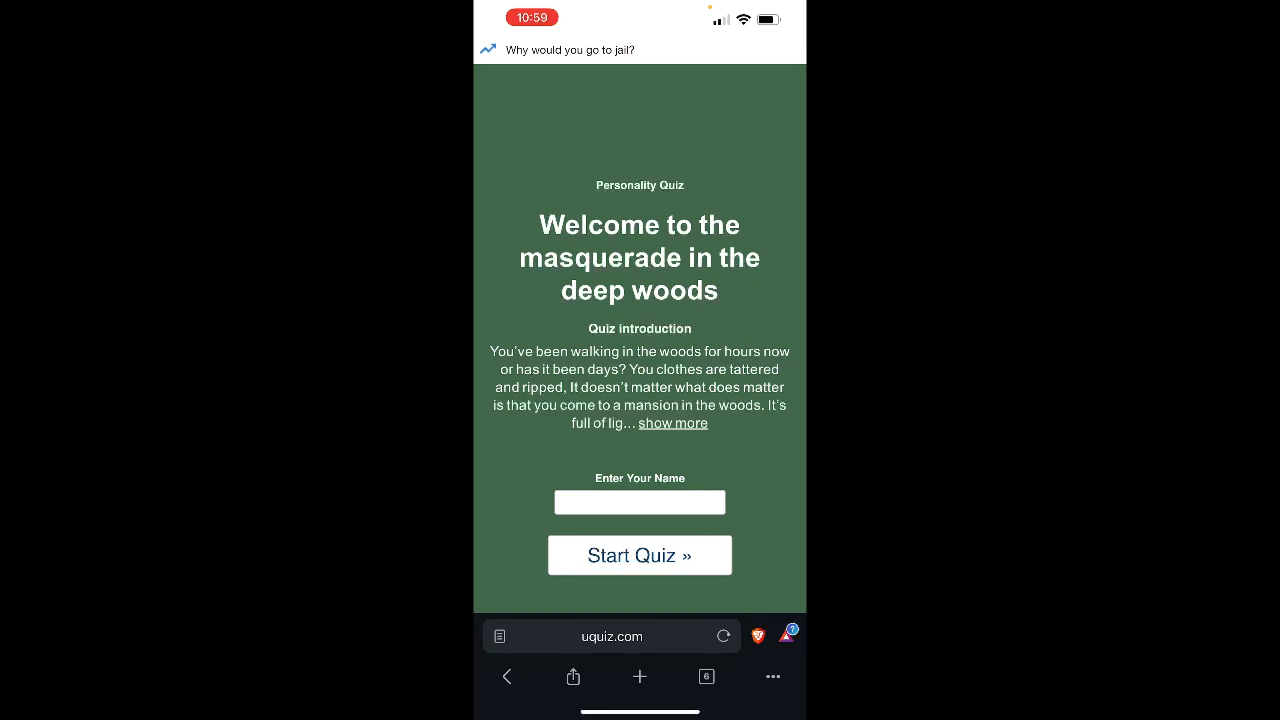 10:59
Why would you go to jail?
Personality Quiz
Welcome to the
masquerade in the
deep woods
Quiz introduction
You've been walking in the woods for hours now
or has it been days? You clothes are tattered
and ripped, It doesn't matter what does matter
is that you come to a mansion in the woods. It's
full of lig... show more
Enter Your Name
Start Quiz »
uquiz.com
?
6